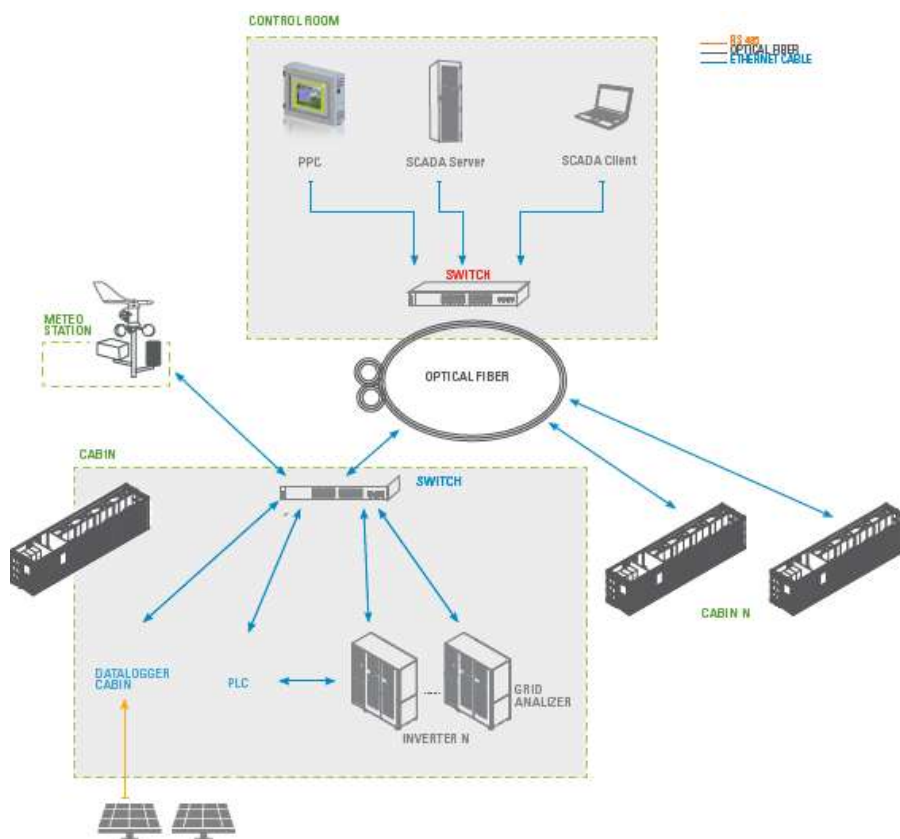 CONTROL ROOM
RS 485
OPTICAL FIBER
ETHERNET CABLE
PPC
SCADA Server
SCADA Client
SWITCH
METEO
STATION
OPTICAL FIBER
CABIN
SWITCH
CABIN N
DATALOGGER
CABIN
PLC
GRID
ANALIZER
INVERTER N